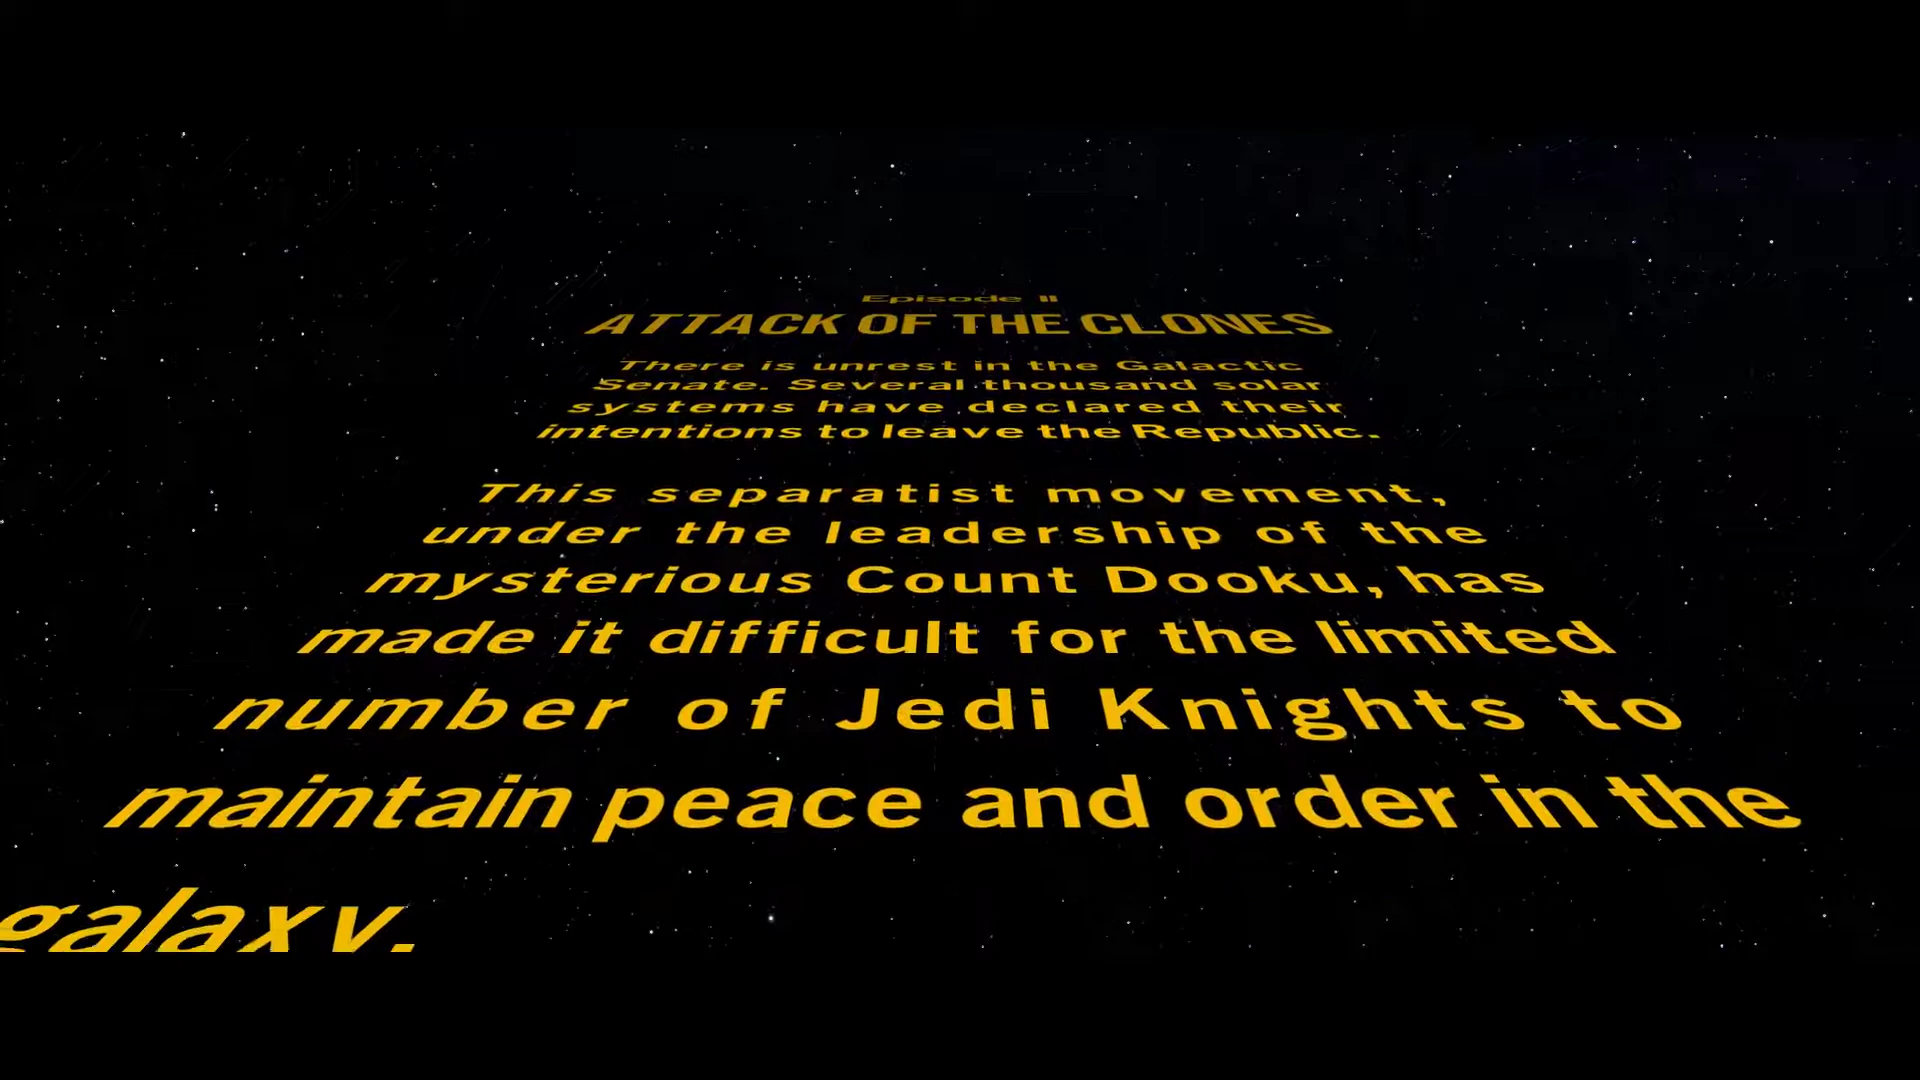 Episode II
ATTACK OF THE CLONES
There is unrest in the Galactic
Senate. Several thousand solar
systems have declared their
intentions to leave the Republic.
This separatist movement,
under the leadership of the
mysterious Count Dooku, has
made it difficult for the limited
number of Jedi Knights to
maintain peace and order in the
galaxy.